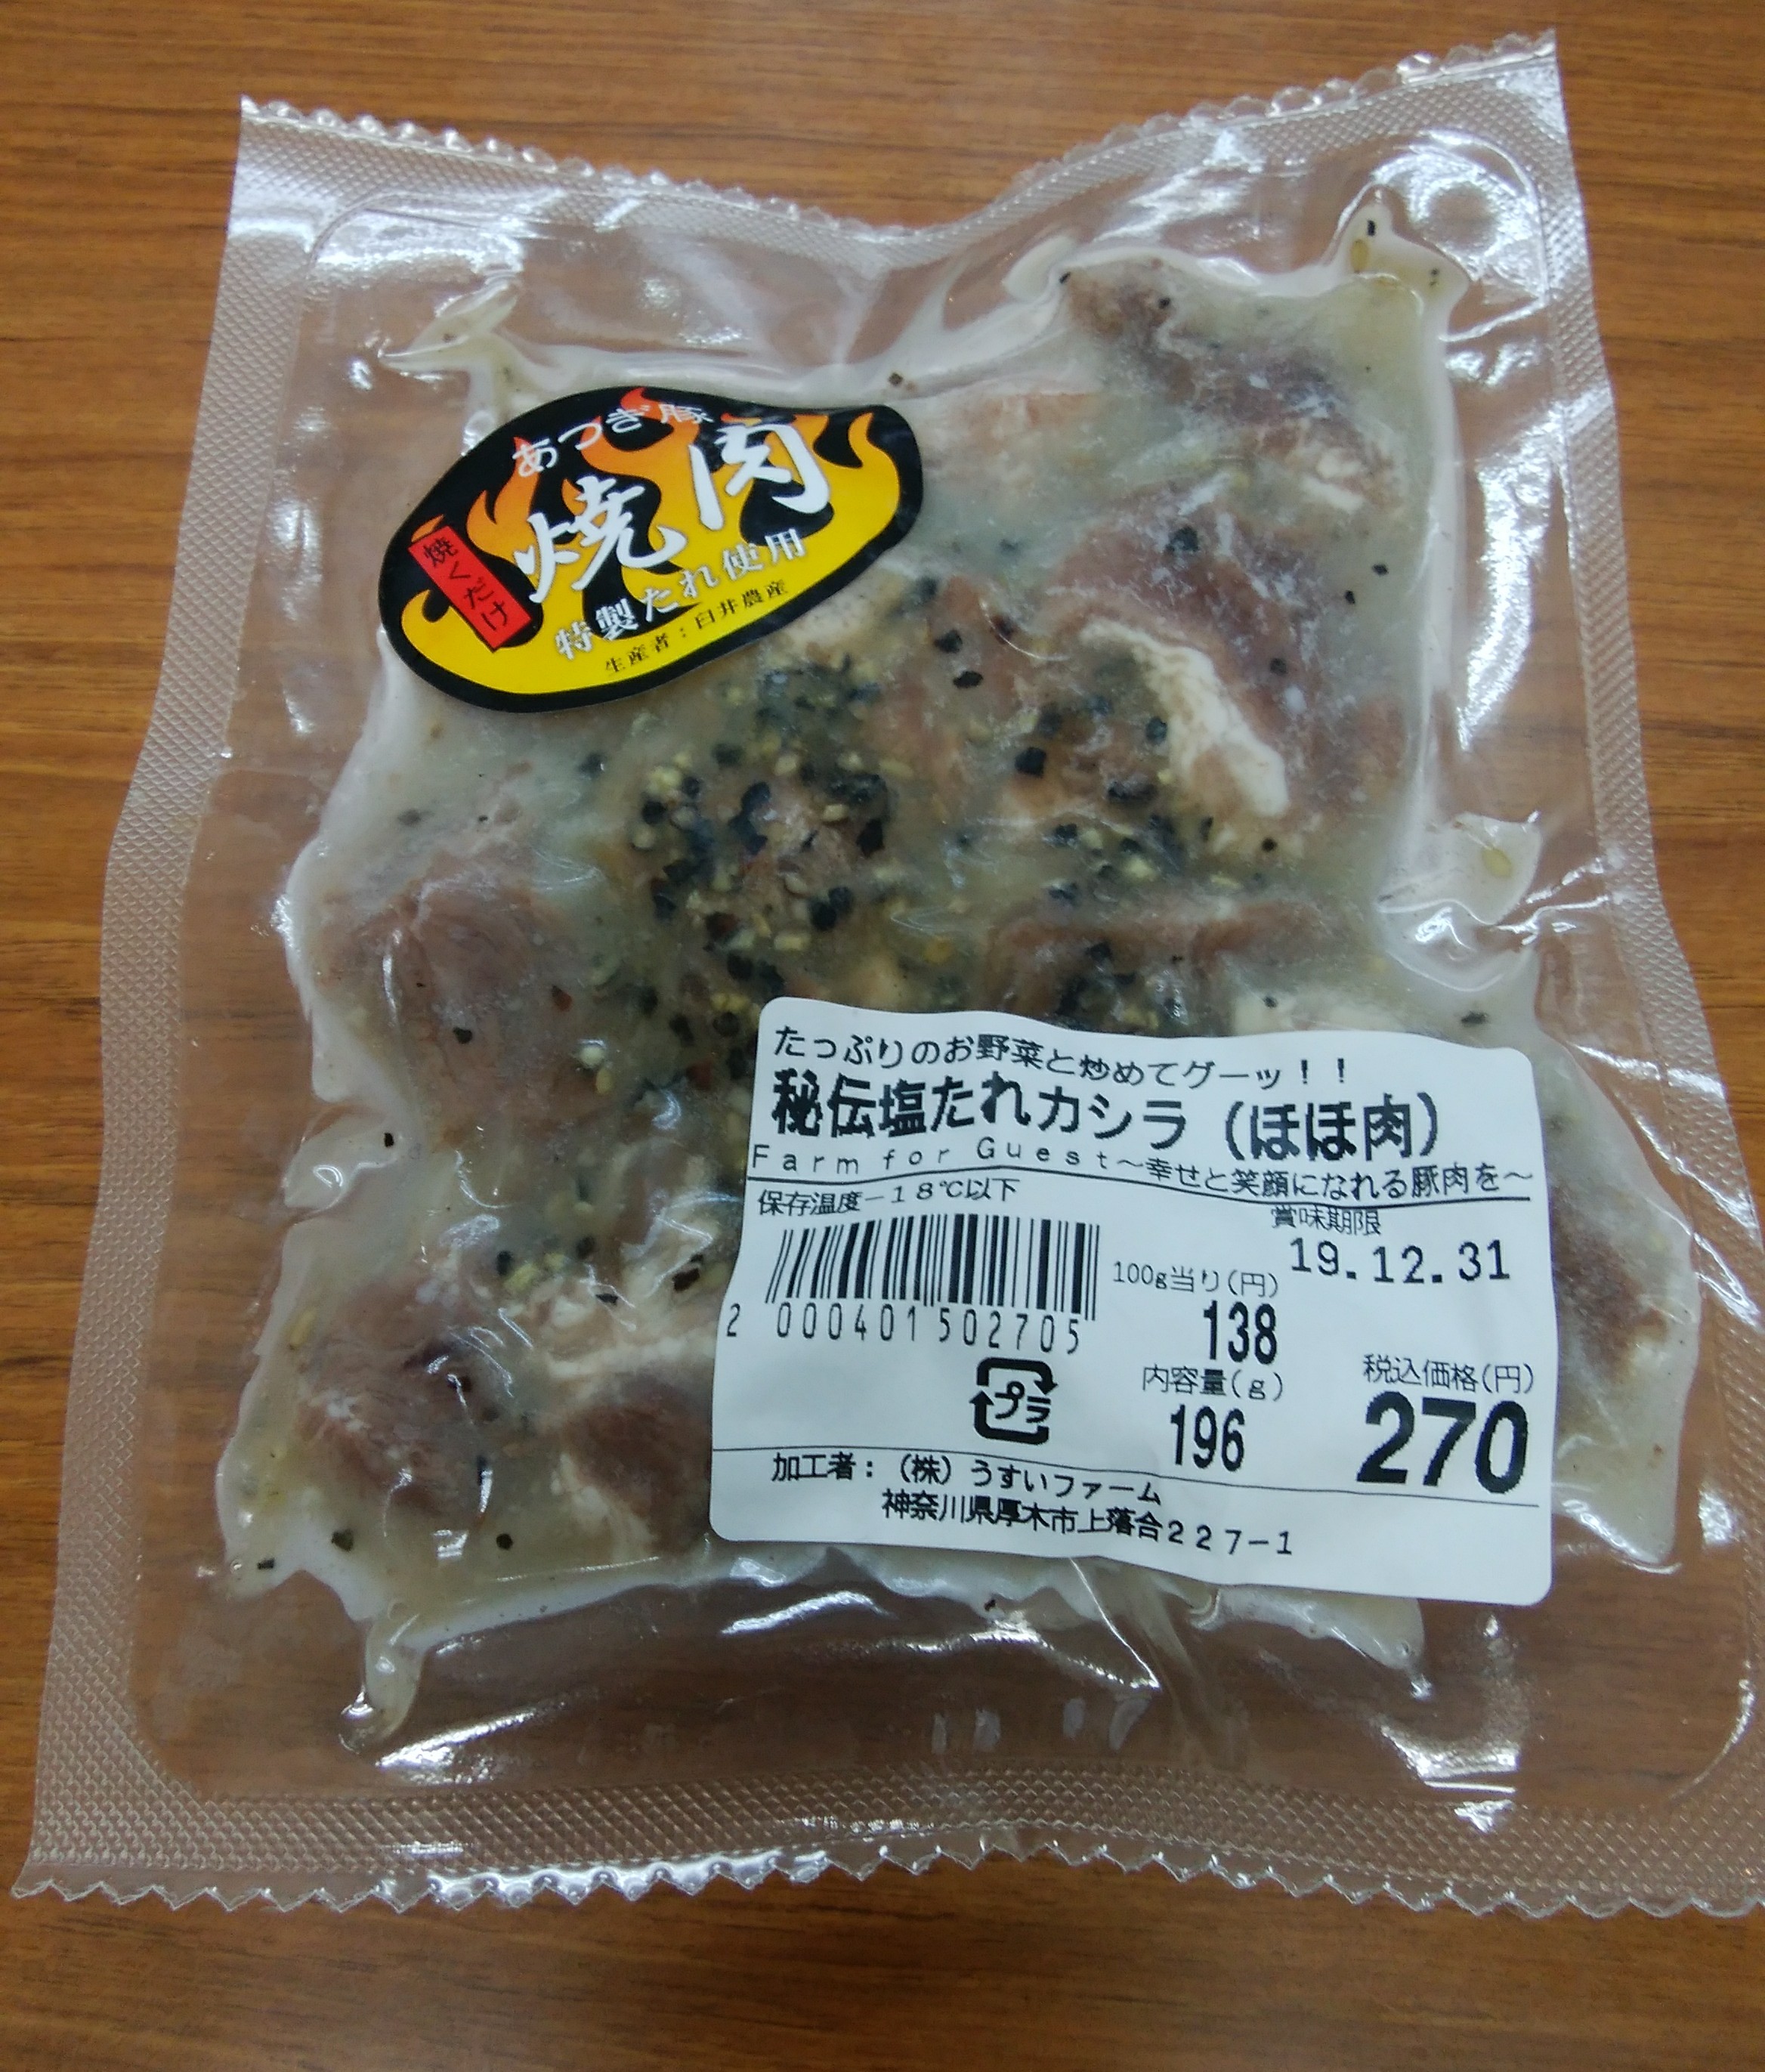 あつぎ豚
焼肉
焼くだけ
特製たれ使用
生産者：臼井農産
たっぷりのお野菜と炒めてグーッ！！
秘伝塩たれカシラ（ほほ肉）
Farm for Guest～幸せと笑顔になれる豚肉を～
保存温度－１８℃以下
賞味期限
19.12.31
100g当り(円)
138
2 000401 502705
プラ
内容量(g)
196
税込価格(円)
270
加工者：（株）うすいファーム
神奈川県厚木市上落合２２７－１